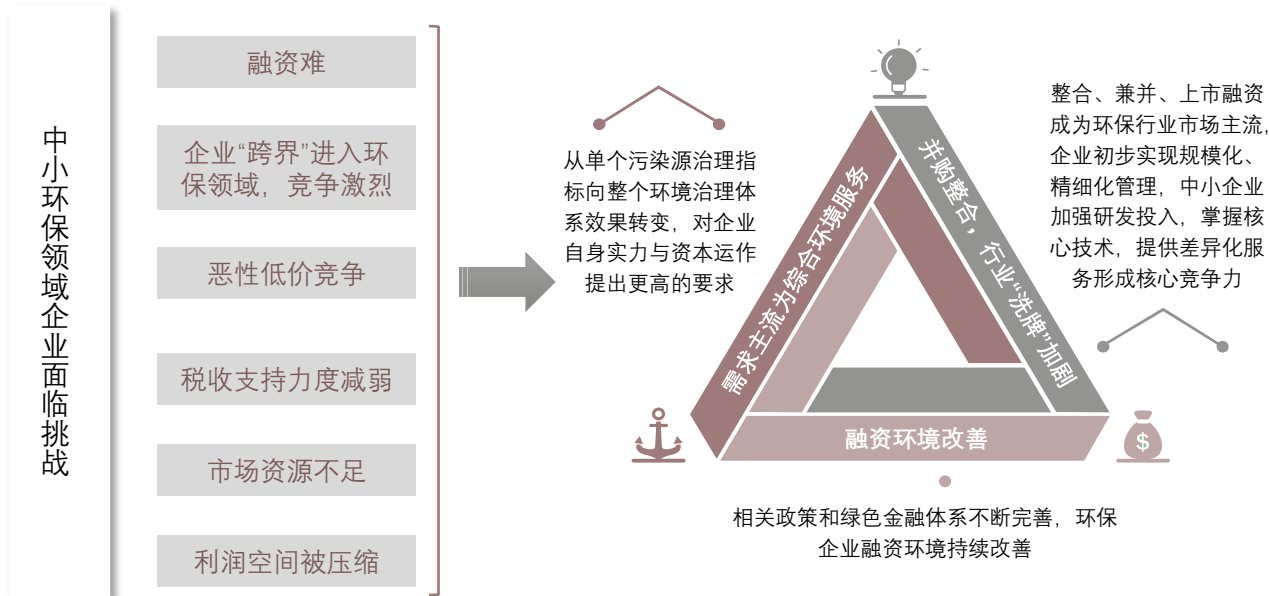 中小环保领域企业面临挑战
融资难
企业“跨界”进入环
保领域，竞争激烈
恶性低价竞争
税收支持力度减弱
市场资源不足
利润空间被压缩
从单个污染源治理指
标向整个环境治理体
系效果转变，对企业
自身实力与资本运作
提出更高的要求
需求主流为综合环境服务
并购整合，行业“洗牌”加剧
融资环境改善
$
整合、兼并、上市融资
成为环保行业市场主流，
企业初步实现规模化、
精细化管理，中小企业
加强研发投入，掌握核
心技术，提供差异化服
务形成核心竞争力
相关政策和绿色金融体系不断完善，环保
企业融资环境持续改善